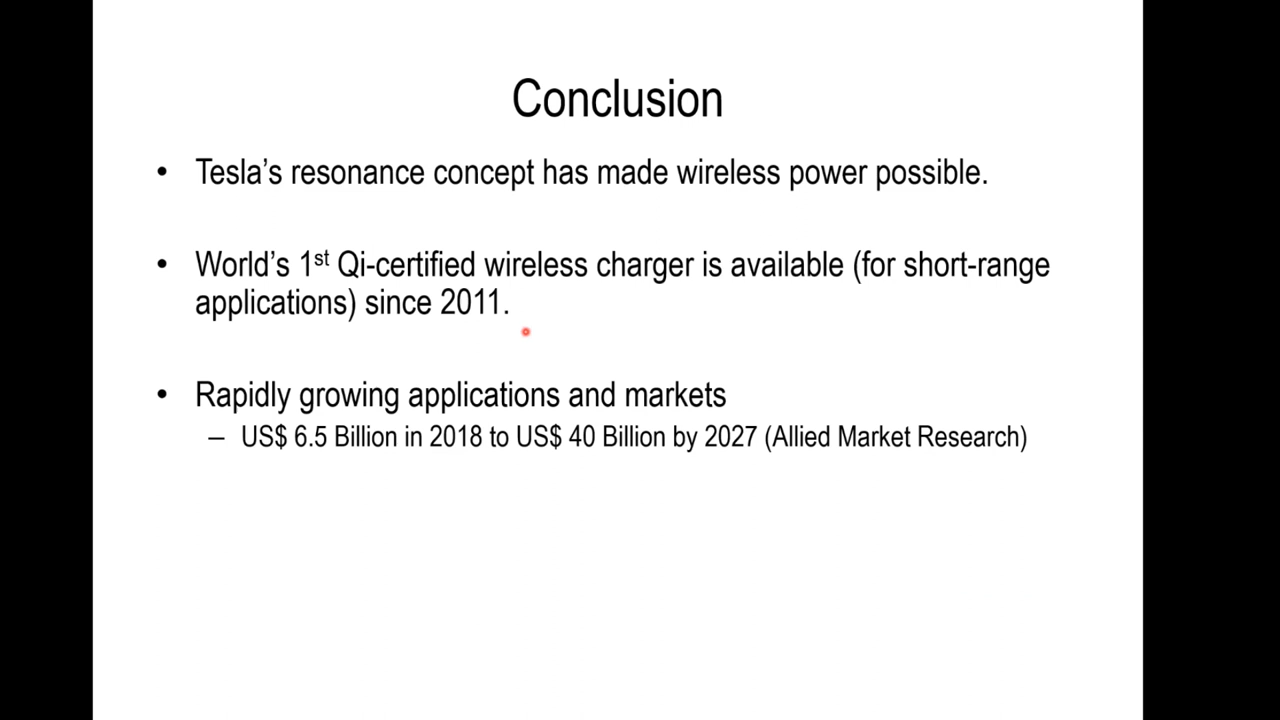 Conclusion
• Tesla’s resonance concept has made wireless power possible.
• World’s 1st Qi-certified wireless charger is available (for short-range
applications) since 2011.
• Rapidly growing applications and markets
– US$ 6.5 Billion in 2018 to US$ 40 Billion by 2027 (Allied Market Research)